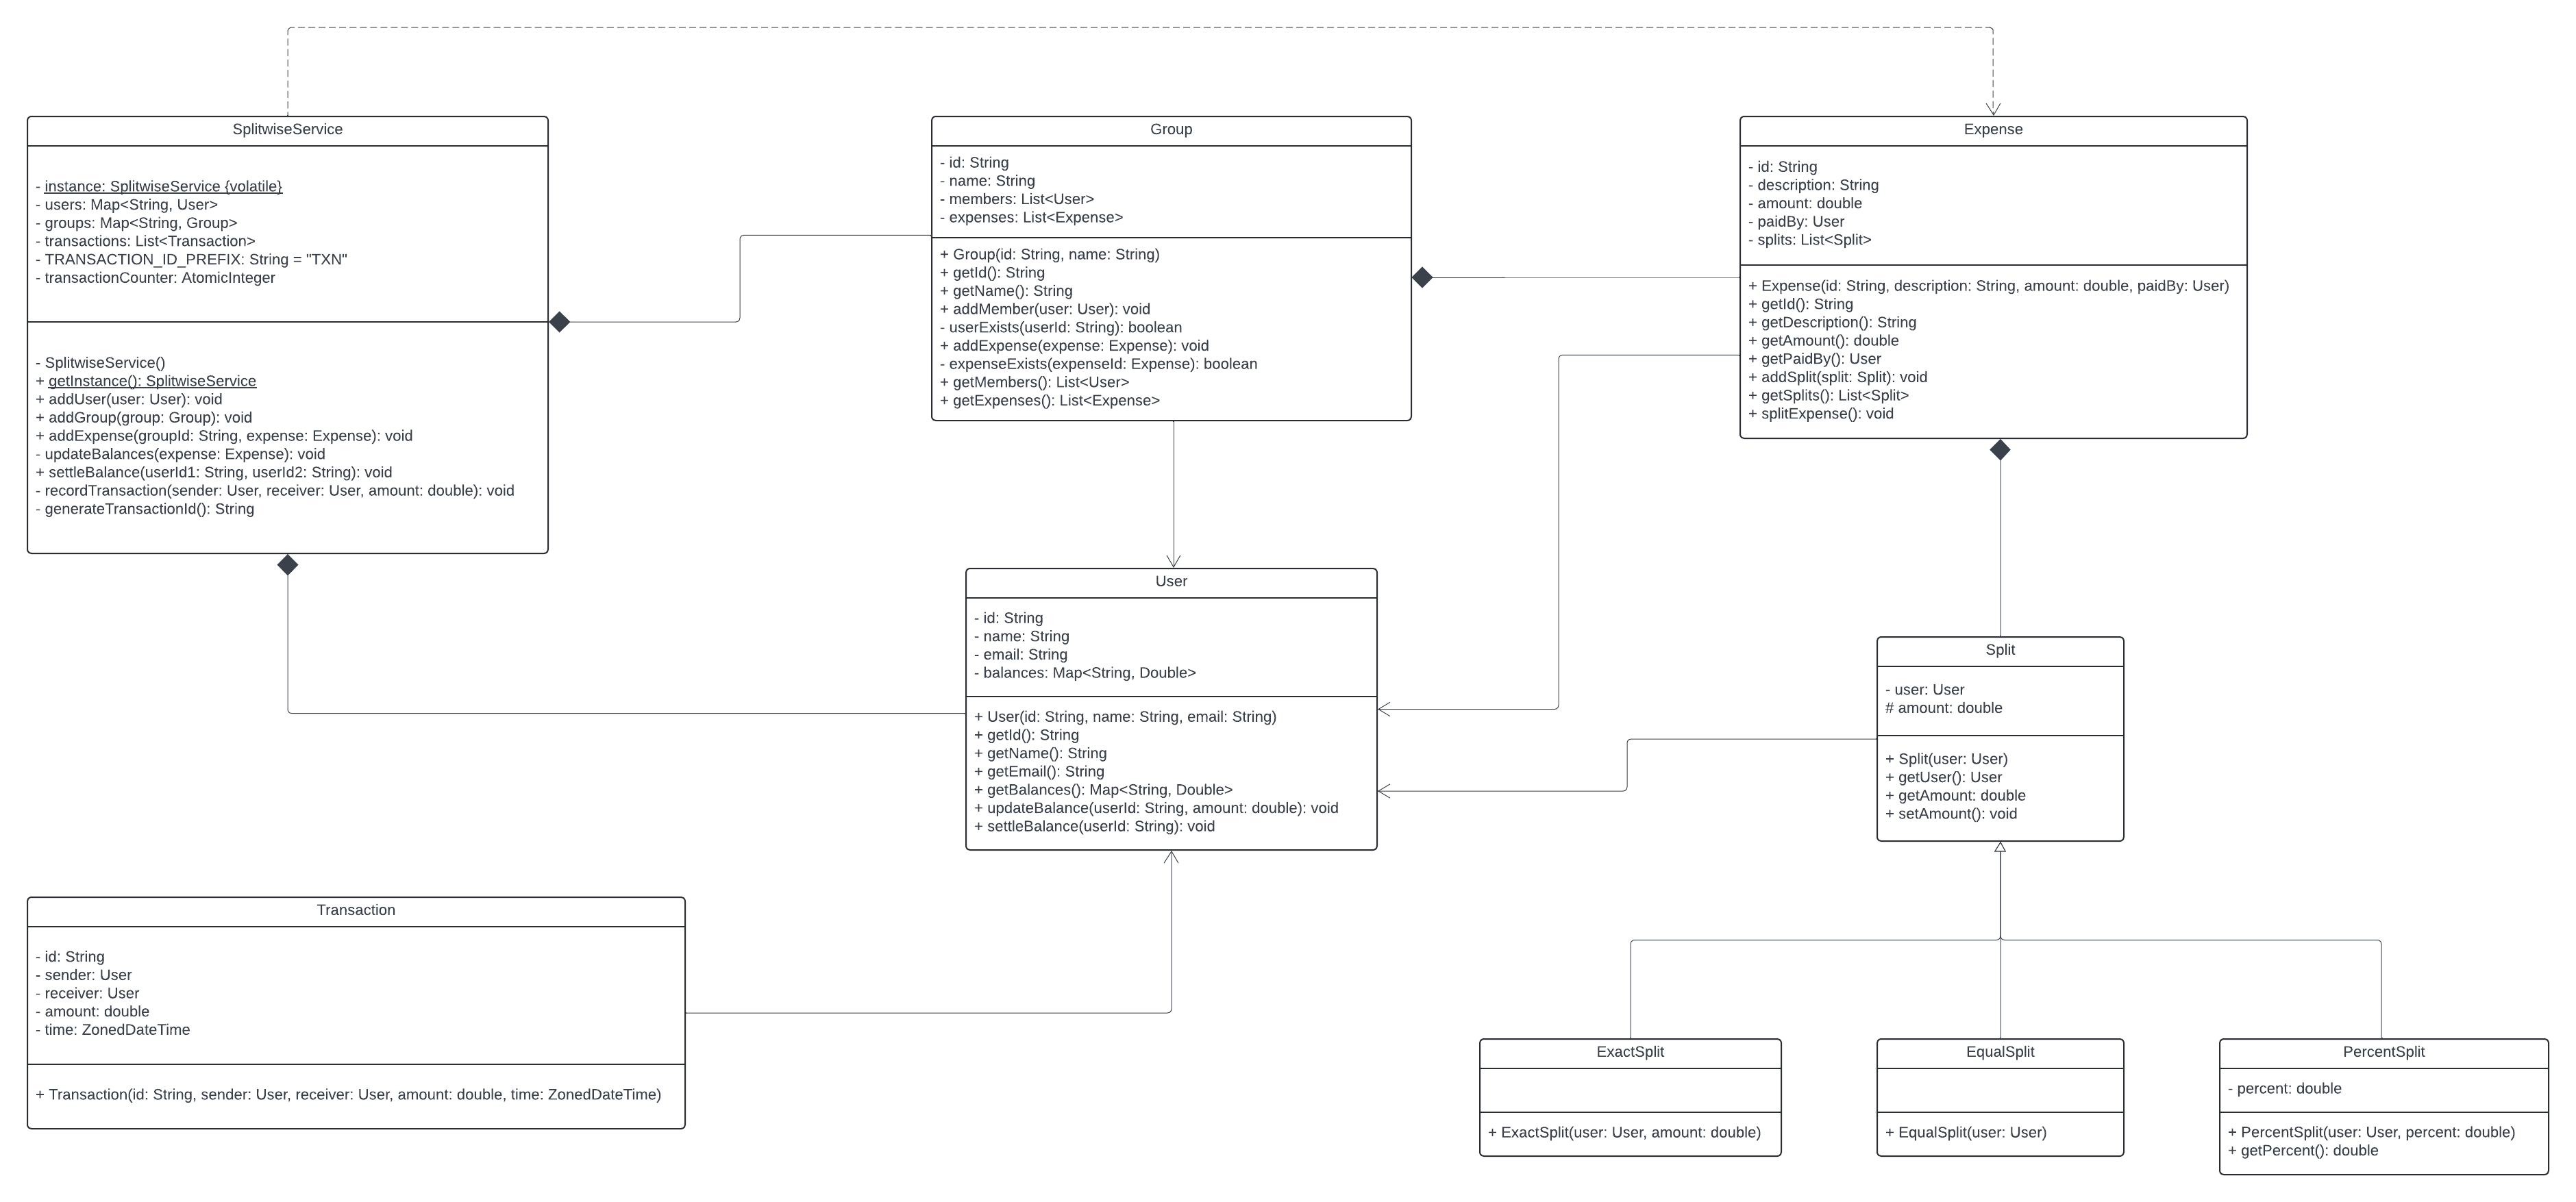 SplitwiseService
- instance: SplitwiseService {volatile}
- users: Map<String, User>
- groups: Map<String, Group>
- transactions: List<Transaction>
- TRANSACTION_ID_PREFIX: String = "TXN"
- transactionCounter: AtomicInteger
- SplitwiseService()
+ getInstance(): SplitwiseService
+ addUser(user: User): void
+ addGroup(group: Group): void
+ addExpense(groupId: String, expense: Expense): void
- updateBalances(expense: Expense): void
+ settleBalance(userId1: String, userId2: String): void
- recordTransaction(sender: User, receiver: User, amount: double): void
- generateTransactionId(): String
Group
- id: String
- name: String
- members: List<User>
- expenses: List<Expense>
+ Group(id: String, name: String)
+ getId(): String
+ getName(): String
+ addMember(user: User): void
- userExists(userId: String): boolean
+ addExpense(expense: Expense): void
- expenseExists(expenseId: Expense): boolean
+ getMembers(): List<User>
+ getExpenses(): List<Expense>
Expense
- id: String
- description: String
- amount: double
- paidBy: User
- splits: List<Split>
+ Expense(id: String, description: String, amount: double, paidBy: User)
+ getId(): String
+ getDescription(): String
+ getAmount(): double
+ getPaidBy(): User
+ addSplit(split: Split): void
+ getSplits(): List<Split>
+ splitExpense(): void
User
- id: String
- name: String
- email: String
- balances: Map<String, Double>
+ User(id: String, name: String, email: String)
+ getId(): String
+ getName(): String
+ getEmail(): String
+ getBalances(): Map<String, Double>
+ updateBalance(userId: String, amount: double): void
+ settleBalance(userId: String): void
Split
- user: User
# amount: double
+ Split(user: User)
+ getUser(): User
+ getAmount: double
+ setAmount(): void
Transaction
- id: String
- sender: User
- receiver: User
- amount: double
- time: ZonedDateTime
+ Transaction(id: String, sender: User, receiver: User, amount: double, time: ZonedDateTime)
ExactSplit
+ ExactSplit(user: User, amount: double)
EqualSplit
+ EqualSplit(user: User)
PercentSplit
- percent: double
+ PercentSplit(user: User, percent: double)
+ getPercent(): double